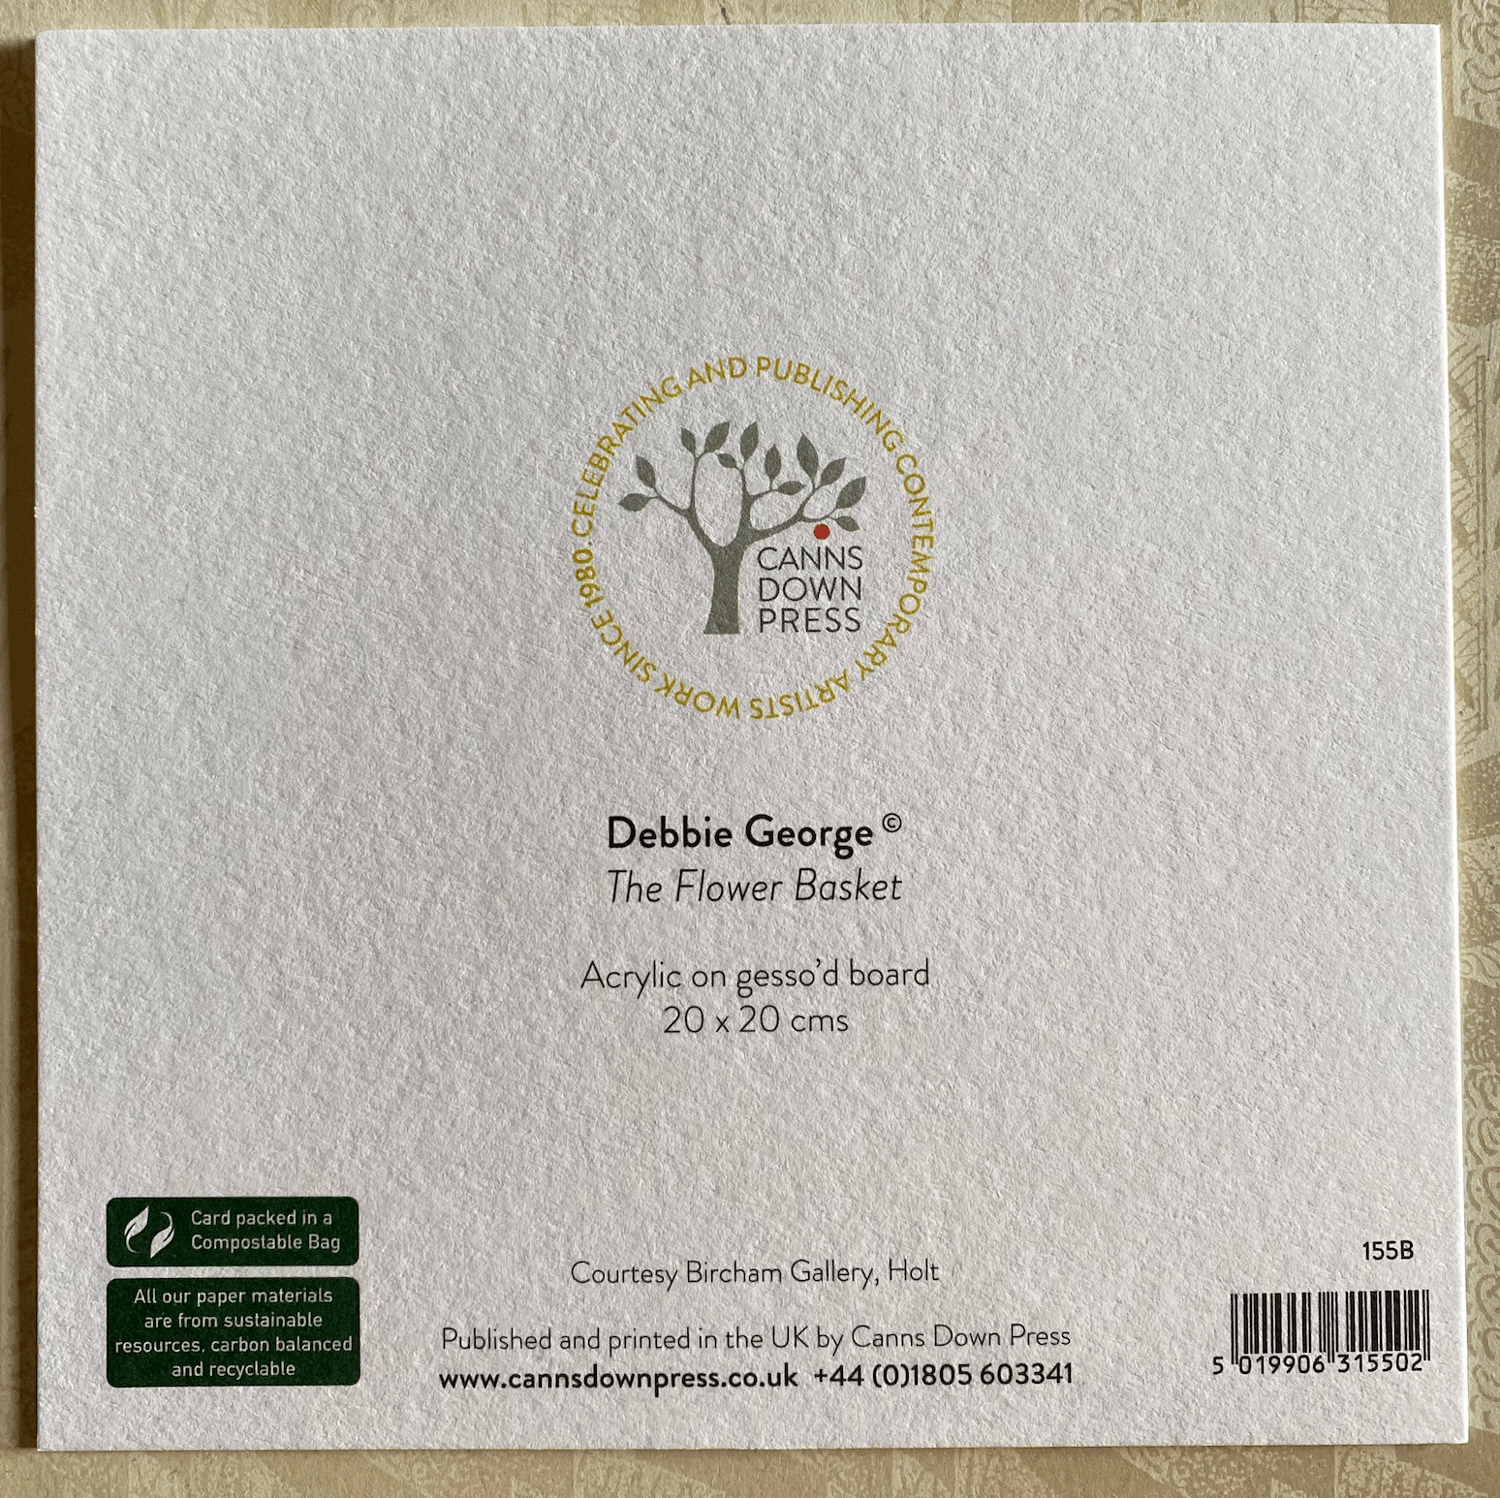 CELEBRATING AND PUBLISHING CONTEMPORARY ARTISTS WORK SINCE 1980.
CANNS
DOWN
PRESS
Debbie George ©
The Flower Basket
Acrylic on gesso'd board
20 x 20 cms
Card packed in a
Compostable Bag
All our paper materials
are from sustainable
resources, carbon balanced
and recyclable
Courtesy Bircham Gallery, Holt
Published and printed in the UK by Canns Down Press
www.cannsdownpress.co.uk +44 (0)1805 603341
155B
5 019906 315502